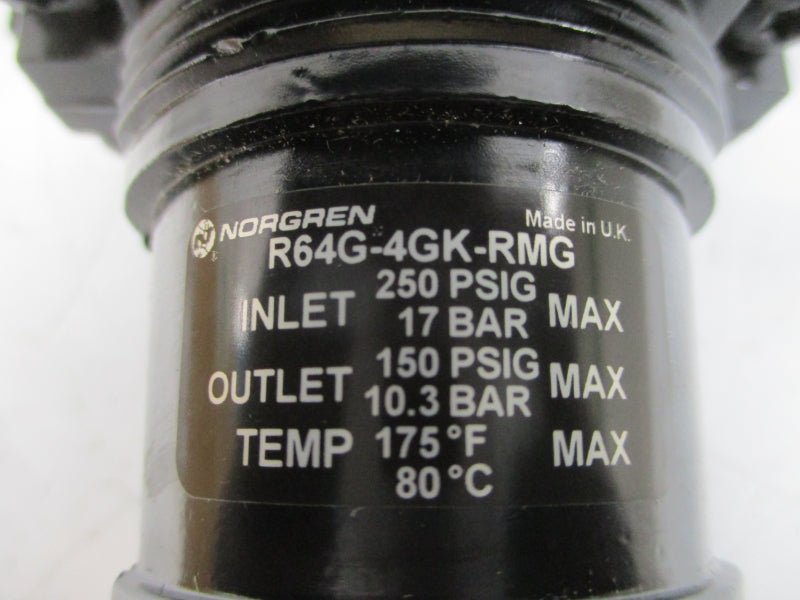 NORGREN Made in U.K.
R64G-4GK-RMG
INLET 250 PSIG 17 BAR MAX
OUTLET 150 PSIG 10.3 BAR MAX
TEMP 175 °F 80 °C MAX